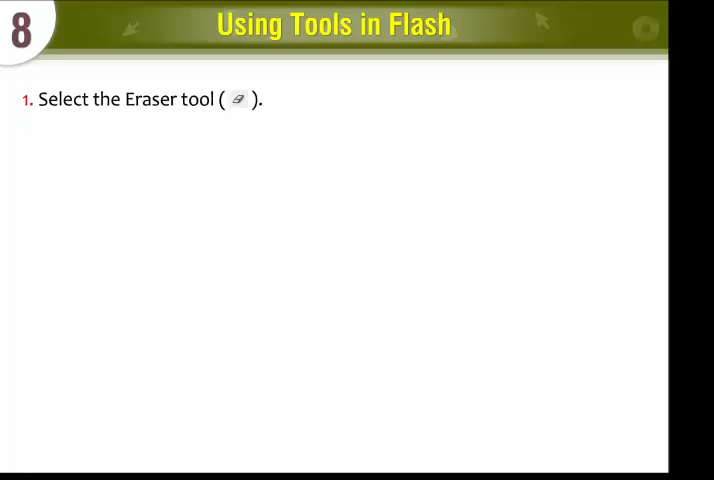 8
Using Tools in Flash
1. Select the Eraser tool ( ).